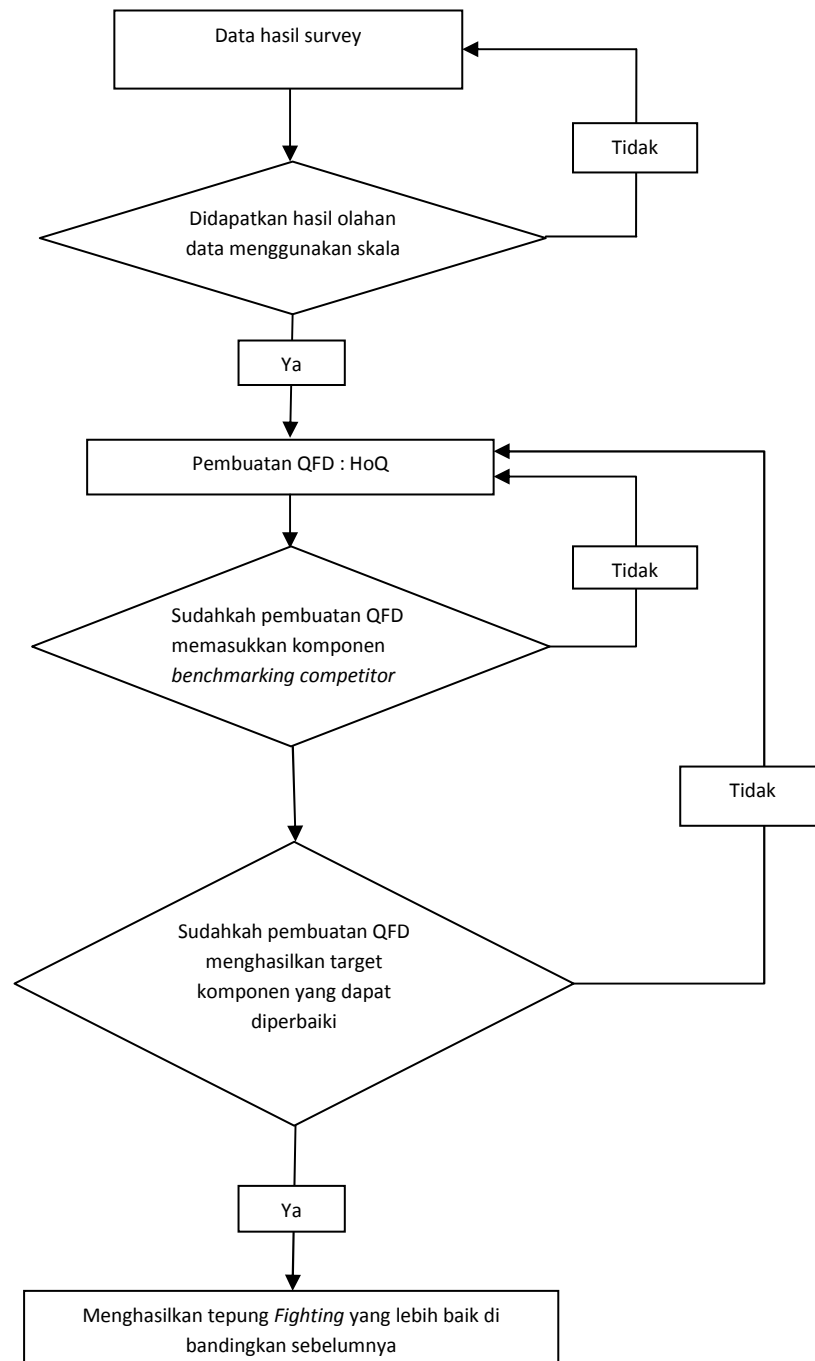 Data hasil survey
Tidak
Didapatkan hasil olahan
data menggunakan skala
Ya
Pembuatan QFD : HoQ
Tidak
Sudahkah pembuatan QFD
memasukkan komponen
benchmarking competitor
Tidak
Sudahkah pembuatan QFD
menghasilkan target
komponen yang dapat
diperbaiki
Ya
Menghasilkan tepung Fighting yang lebih baik di
bandingkan sebelumnya